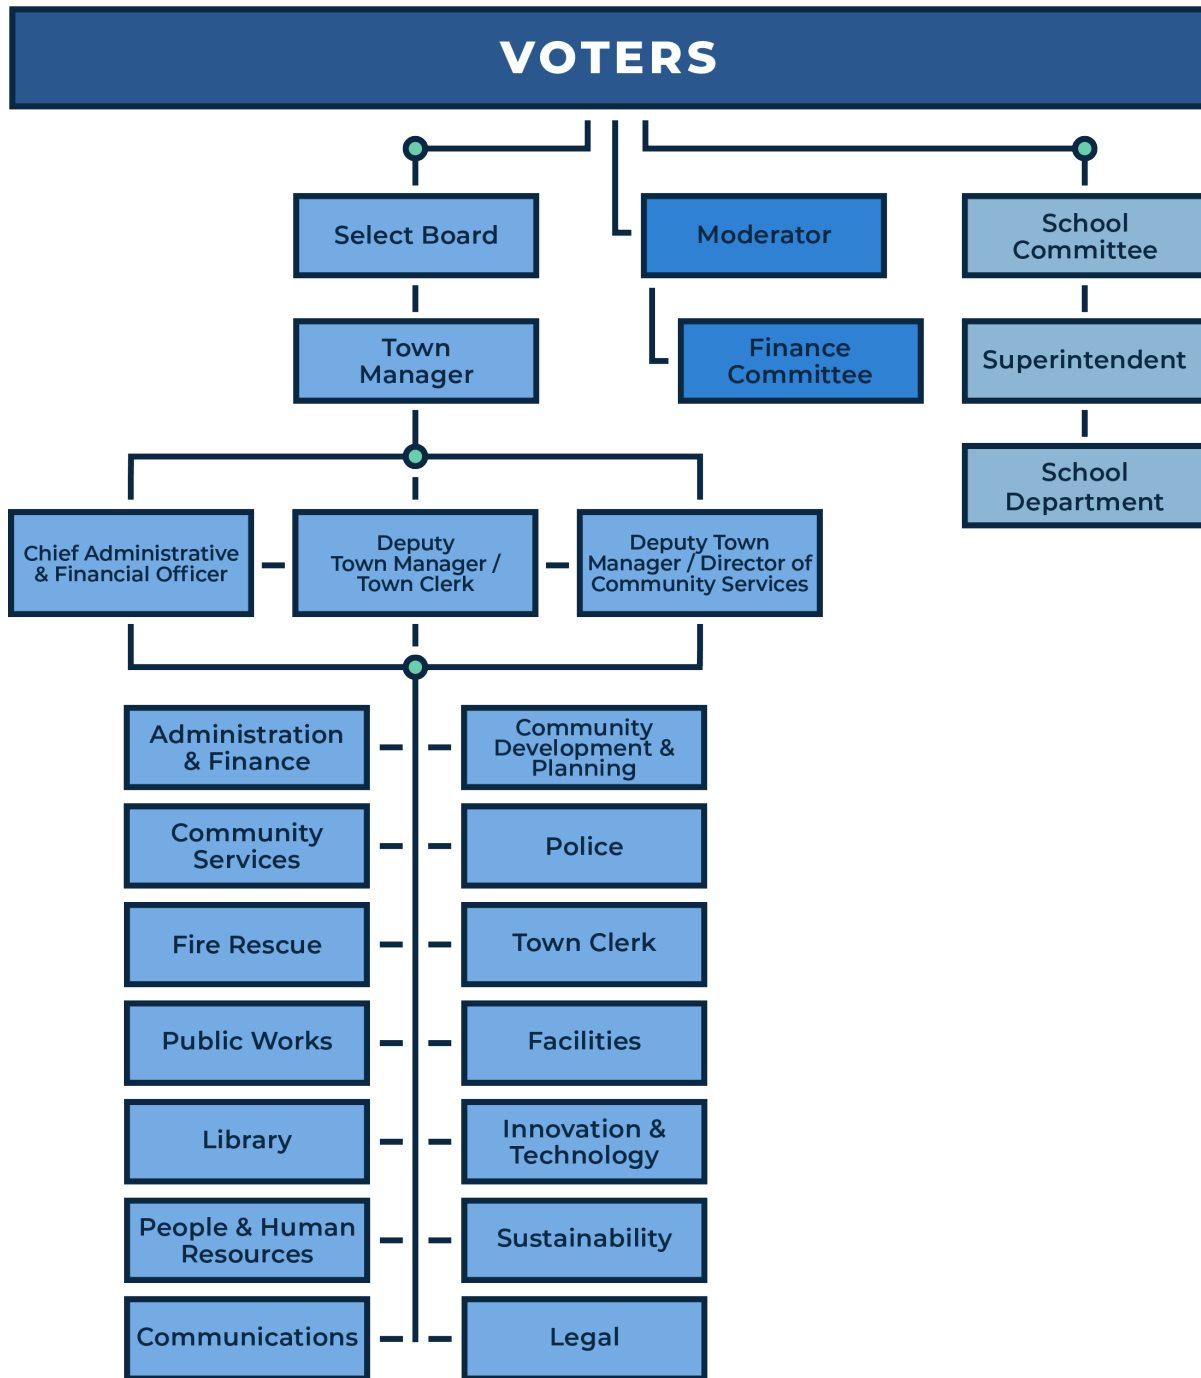 VOTERS
Select Board
Moderator
School
Committee
Town
Manager
Finance
Committee
Superintendent
School
Department
Chief Administrative
& Financial Officer
Deputy
Town Manager /
Town Clerk
Deputy Town
Manager / Director of
Community Services
Administration
& Finance
Community
Development &
Planning
Community
Services
Police
Fire Rescue
Town Clerk
Public Works
Facilities
Library
Innovation &
Technology
People & Human
Resources
Sustainability
Communications
Legal